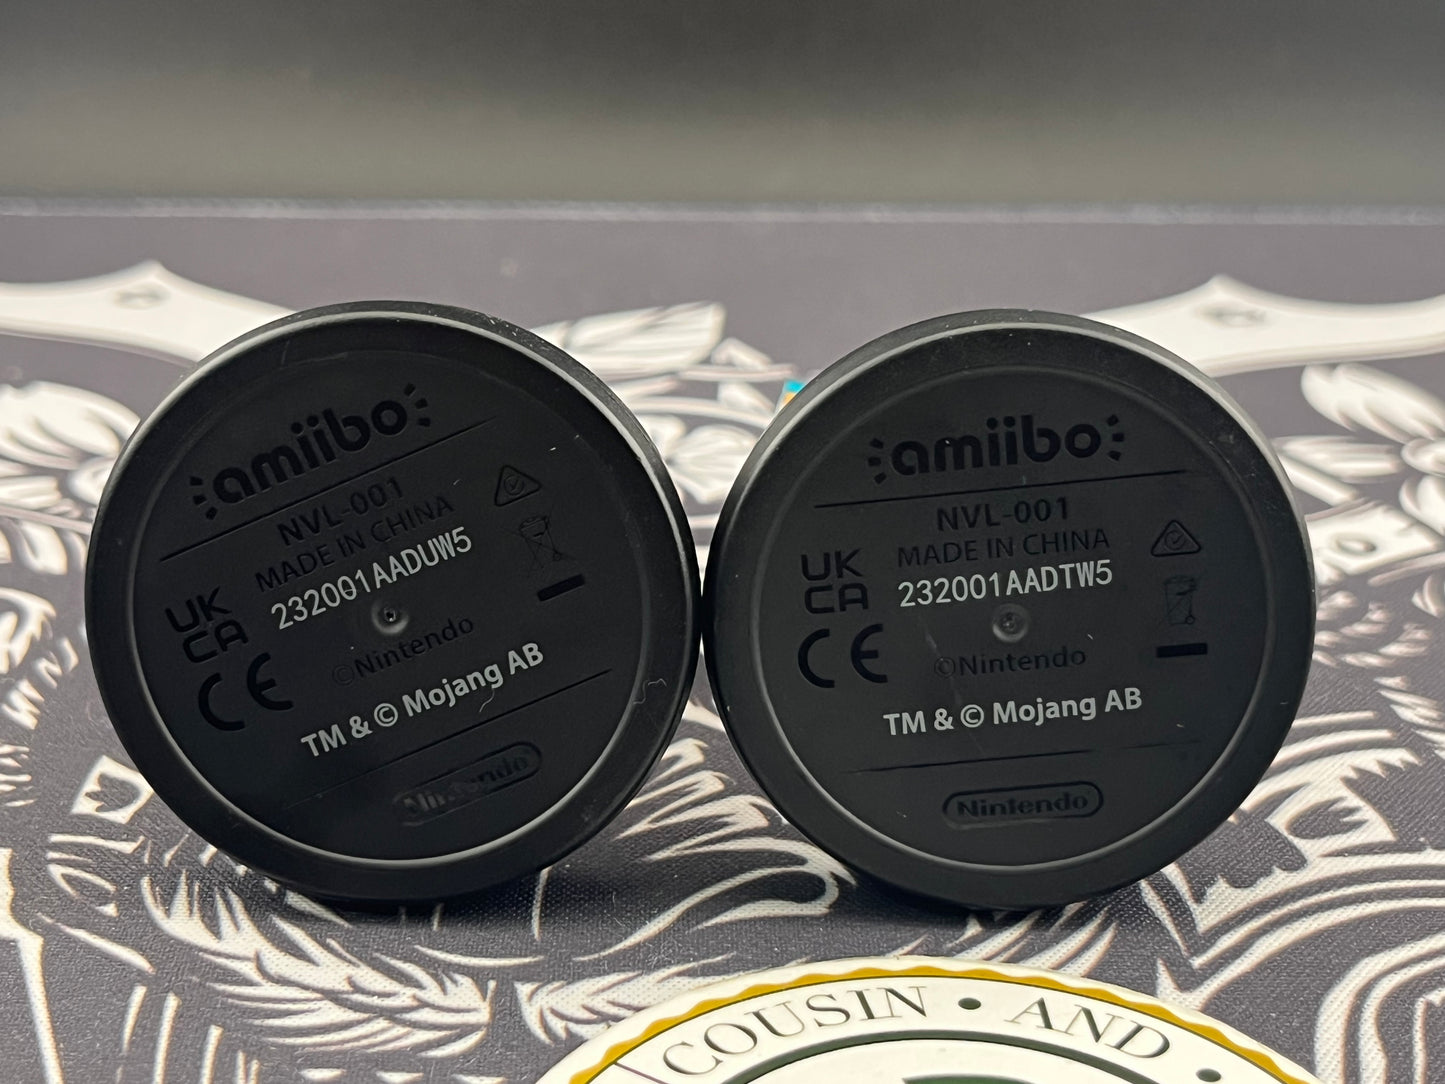 amiibo
NVL-001
MADE IN CHINA
232001AADUW5
UK
CA
CE
©Nintendo
TM & © Mojang AB
Nintendo
amiibo
NVL-001
MADE IN CHINA
232001AADTW5
UK
CA
CE
©Nintendo
TM & © Mojang AB
Nintendo
COUSIN • AND